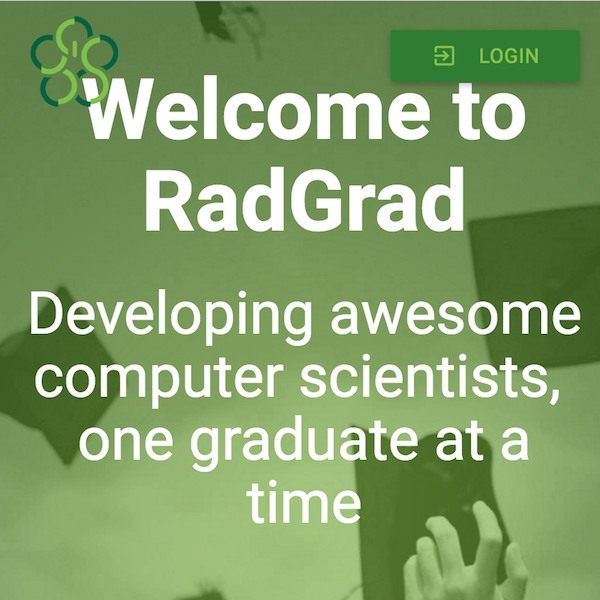 LOGIN
Welcome to
RadGrad
Developing awesome
computer scientists,
one graduate at a
time